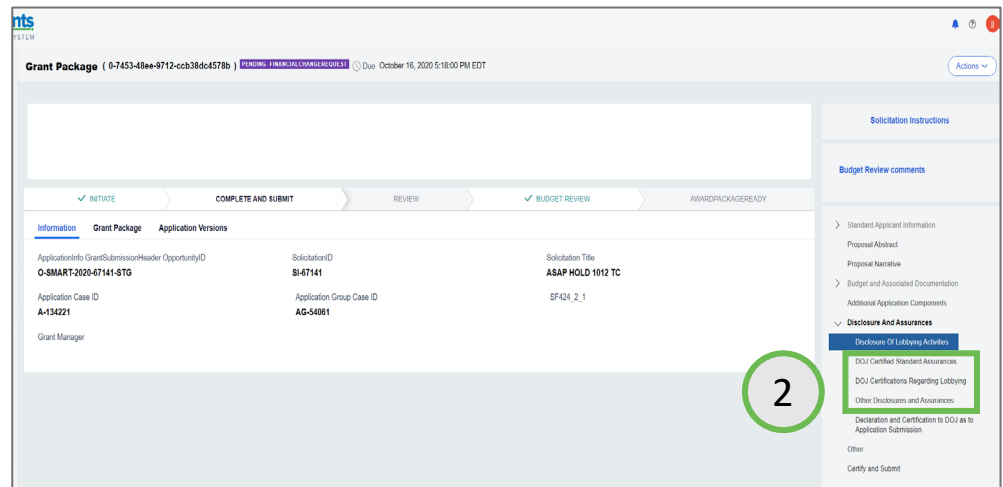 nts
YSTEM
JJ
Grant Package ( 0-7453-48ee-9712-ccb38dc4578b ) PENDING FINANCIALCHANGEREQUEST Due October 16, 2020 5:18:00 PM EDT
Actions
Solicitation Instructions
Budget Review comments
INITIATE COMPLETE AND SUBMIT REVIEW BUDGET REVIEW AWARDPACKAGEREADY
Information Grant Package Application Versions
ApplicationInfo GrantSubmissionHeader OpportunityID SolicitationID Solicitation Title
O-SMART-2020-67141-STG SI-67141 ASAP HOLD 1012 TC
Application Case ID Application Group Case ID SF424_2_1
A-134221 AG-54061
Grant Manager
Standard Applicant Information
Proposal Abstract
Proposal Narrative
Budget and Associated Documentation
Additional Application Components
Disclosure And Assurances
Disclosure Of Lobbying Activities
DOJ Certified Standard Assurances
DOJ Certifications Regarding Lobbying
Other Disclosures and Assurances
Declaration and Certification to DOJ as to
Application Submission
Other
Certify and Submit
2